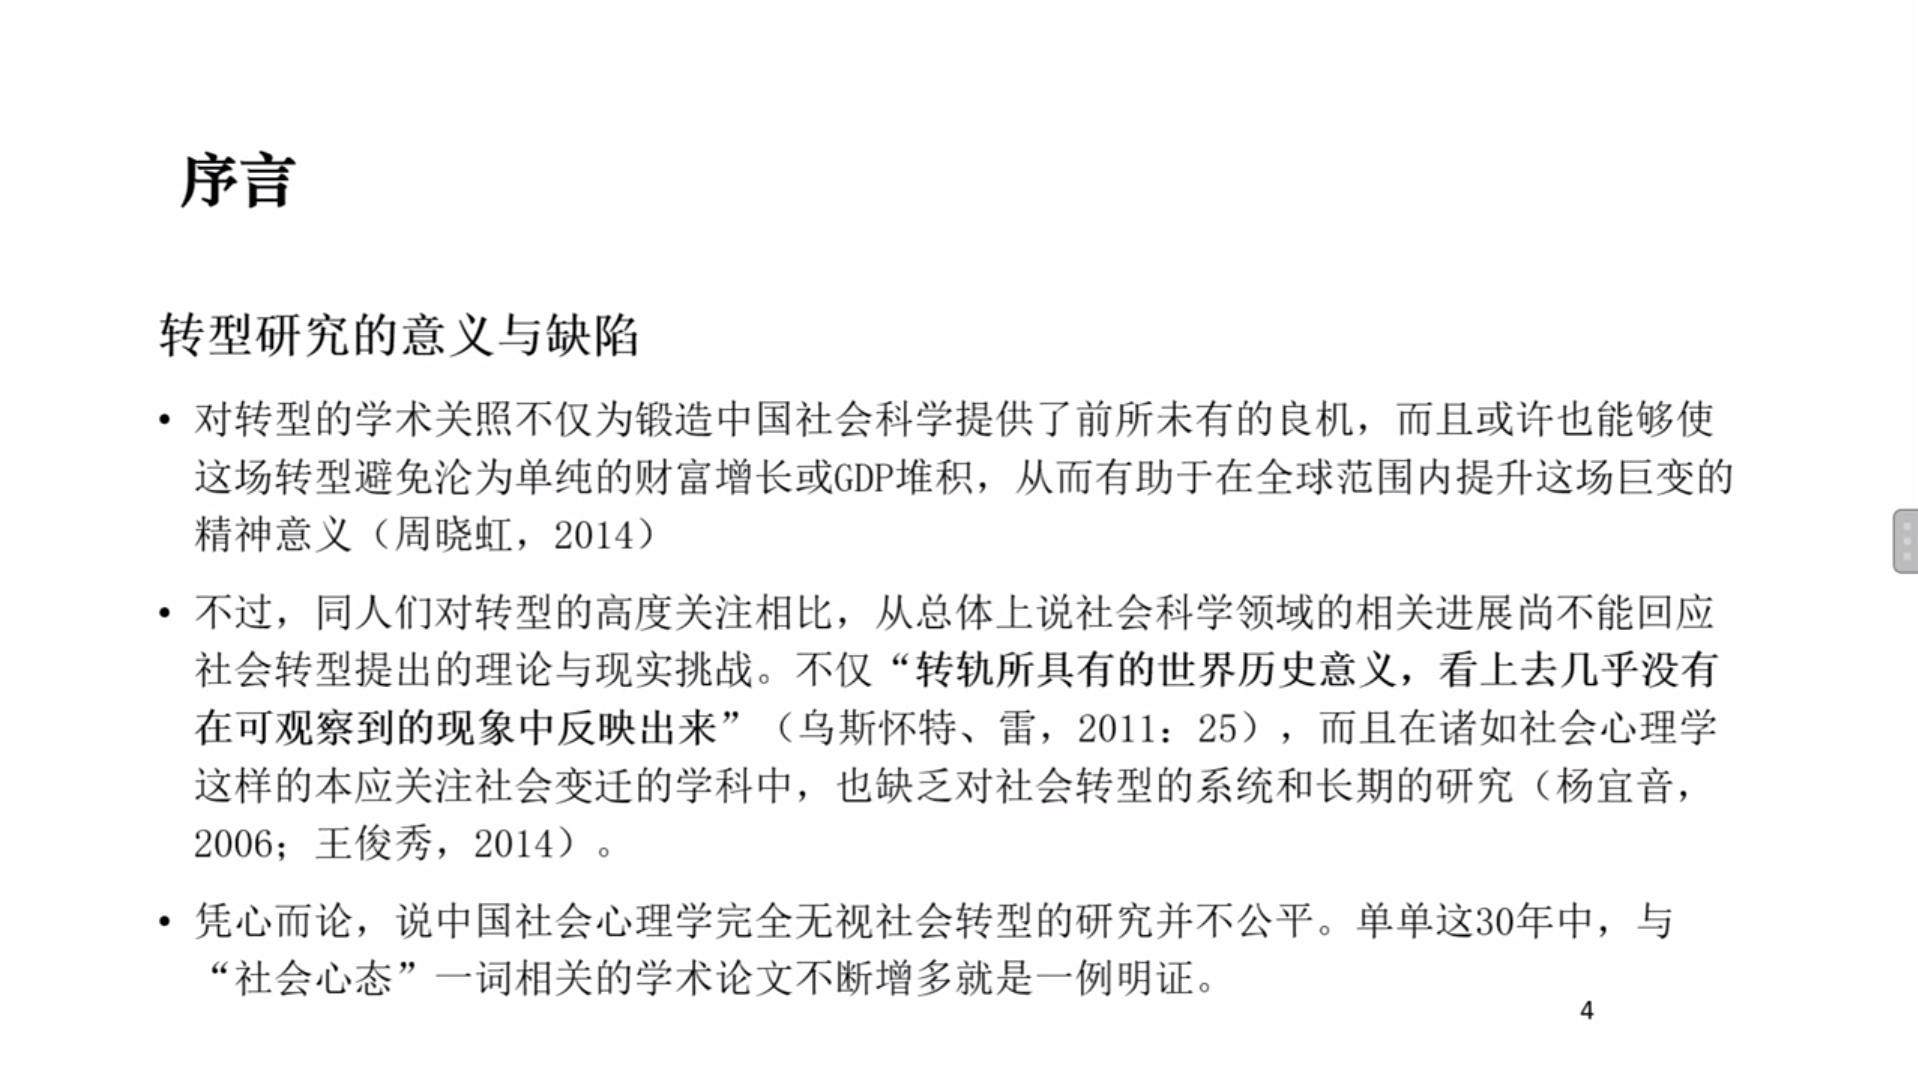 序言
转型研究的意义与缺陷
• 对转型的学术关照不仅为锻造中国社会科学提供了前所未有的良机，而且或许也能够使
这场转型避免沦为单纯的财富增长或GDP堆积，从而有助于在全球范围内提升这场巨变的
精神意义（周晓虹，2014）
• 不过，同人们对转型的高度关注相比，从总体上说社会科学领域的相关进展尚不能回应
社会转型提出的理论与现实挑战。不仅“转轨所具有的世界历史意义，看上去几乎没有
在可观察到的现象中反映出来”（乌斯怀特、雷，2011：25），而且在诸如社会心理学
这样的本应关注社会变迁的学科中，也缺乏对社会转型的系统和长期的研究（杨宜音，
2006；王俊秀，2014）。
• 凭心而论，说中国社会心理学完全无视社会转型的研究并不公平。单单这30年中，与
“社会心态”一词相关的学术论文不断增多就是一例明证。
4